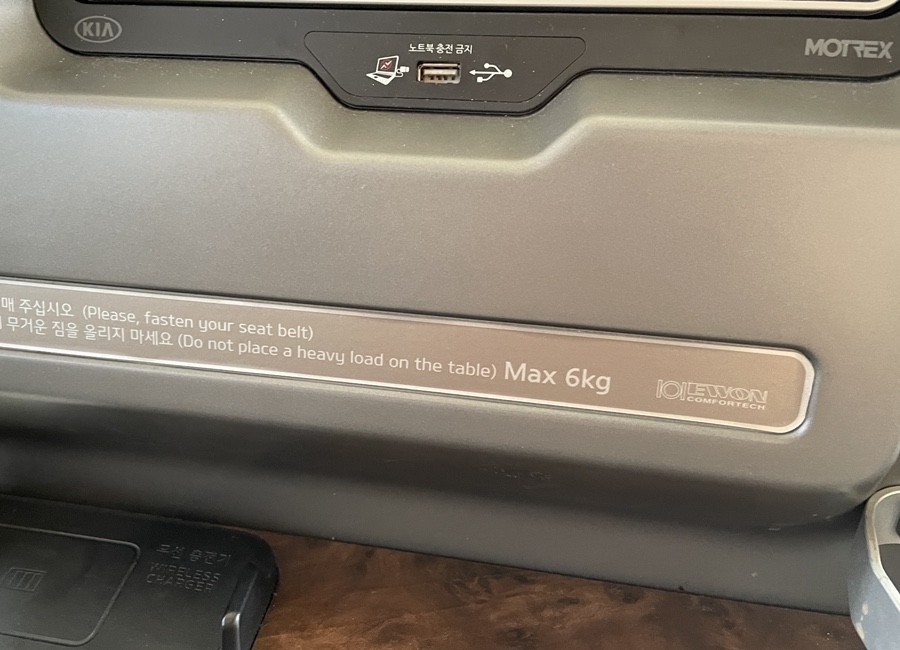 KIA
노트북 충전 금지
MOTREX
매 주십시오 (Please, fasten your seat belt)
무거운 짐을 올리지 마세요 (Do not place a heavy load on the table) Max 6kg
EWON
COMFORTECH
무선 충전기
WIRELESS
CHARGER